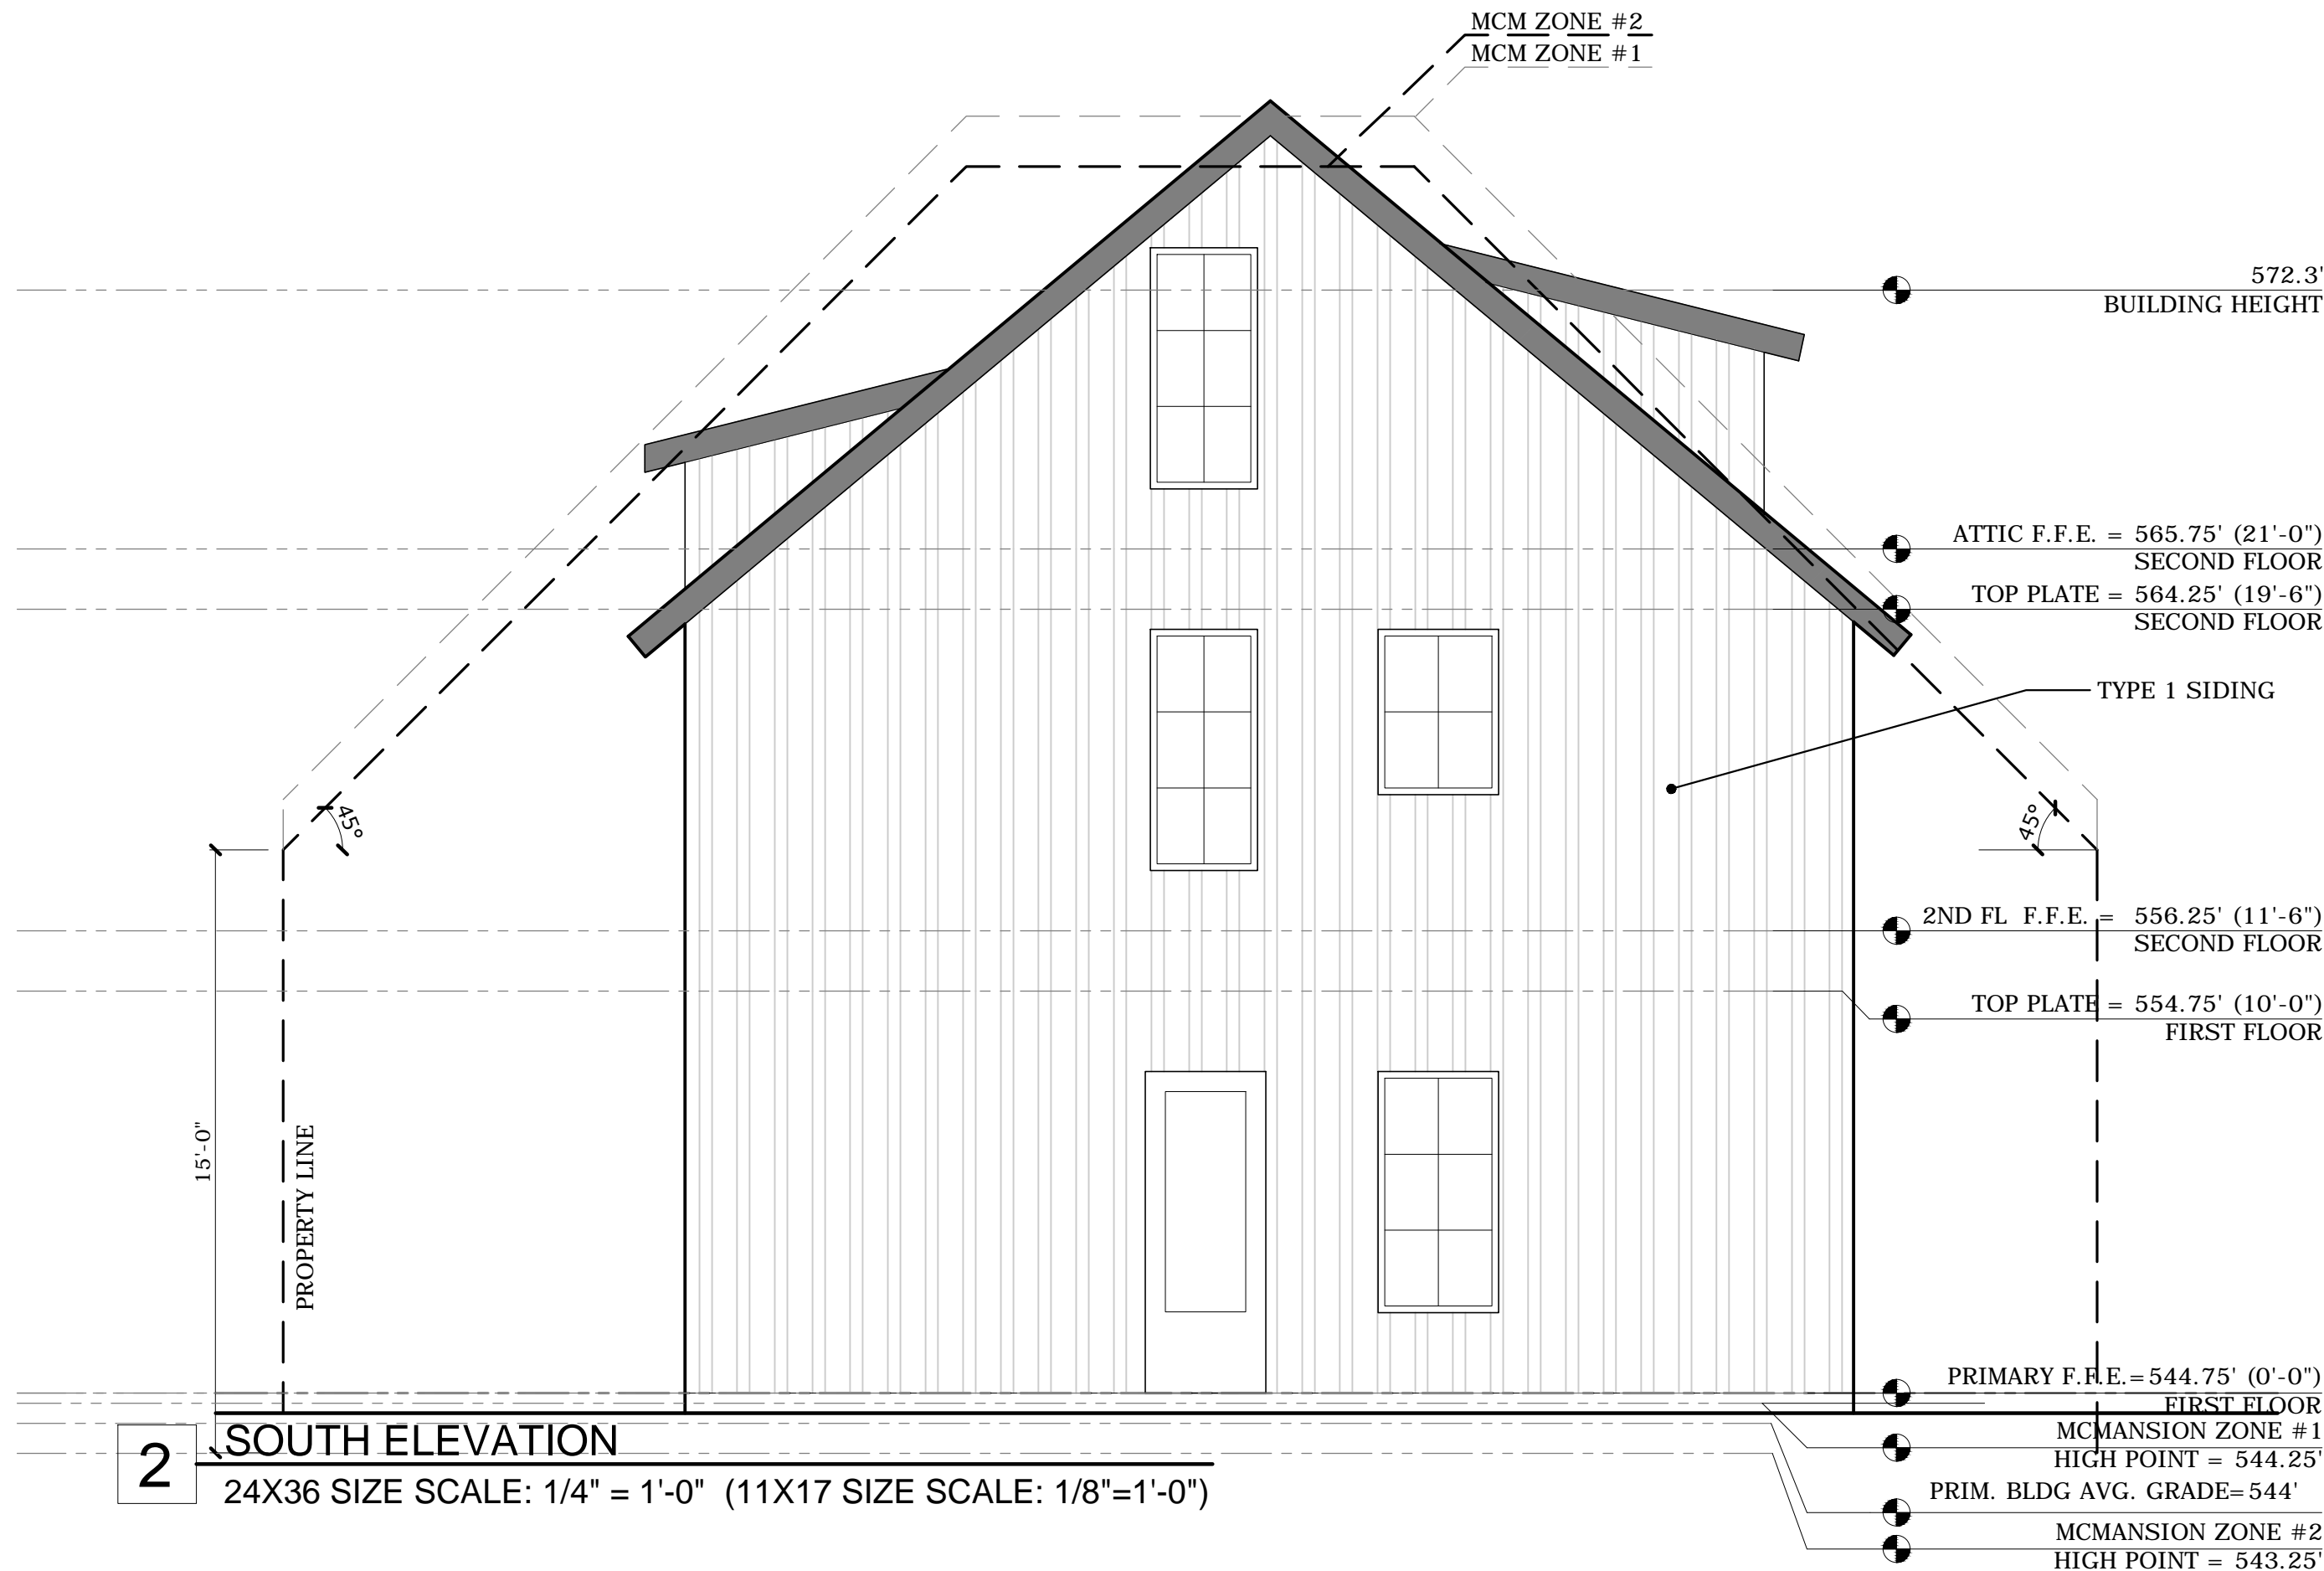 MCM ZONE #2
MCM ZONE #1
572.3'
BUILDING HEIGHT
ATTIC F.F.E. = 565.75' (21'-0")
SECOND FLOOR
TOP PLATE = 564.25' (19'-6")
SECOND FLOOR
TYPE 1 SIDING
45°
45°
2ND FL F.F.E. = 556.25' (11'-6")
SECOND FLOOR
TOP PLATE = 554.75' (10'-0")
FIRST FLOOR
15'-0"
PROPERTY LINE
PRIMARY F.F.E.=544.75' (0'-0")
FIRST FLOOR
MCMANSION ZONE #1
HIGH POINT = 544.25'
PRIM. BLDG AVG. GRADE=544'
MCMANSION ZONE #2
HIGH POINT = 543.25'
2
SOUTH ELEVATION
24X36 SIZE SCALE: 1/4" = 1'-0" (11X17 SIZE SCALE: 1/8"=1'-0")